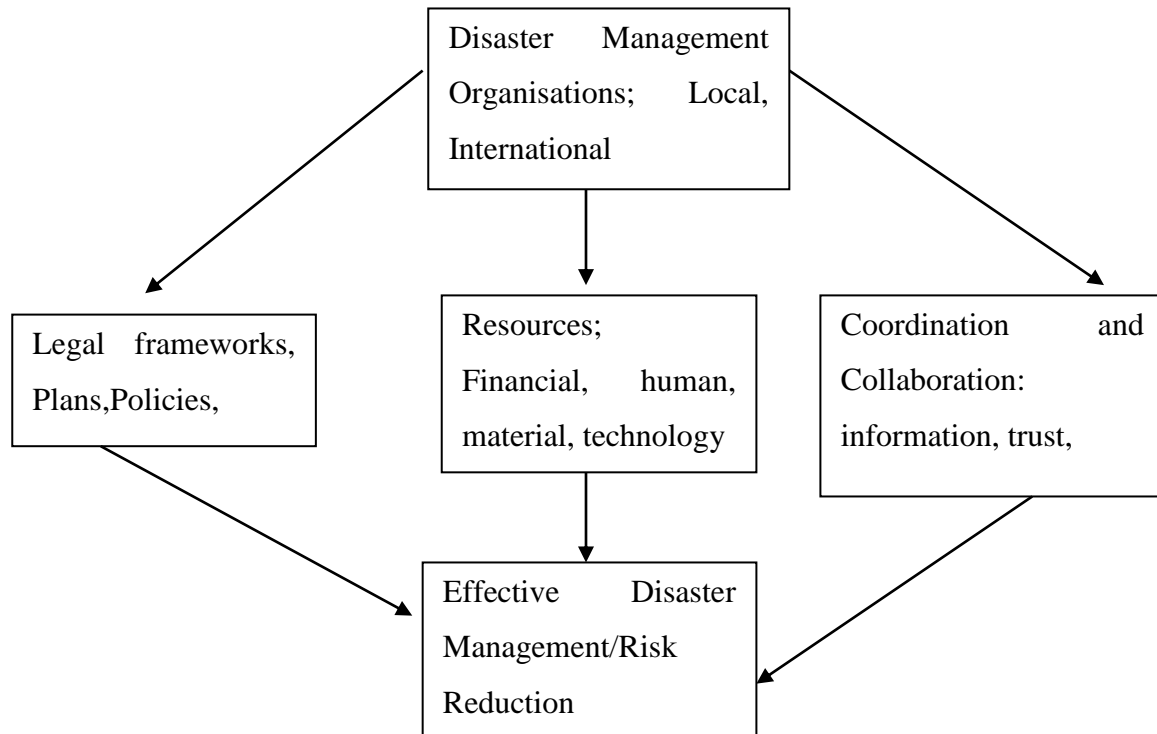 Disaster Management
Organisations; Local,
International
Legal frameworks,
Plans,Policies,
Resources;
Financial, human,
material, technology
Coordination and
Collaboration:
information, trust,
Effective Disaster
Management/Risk
Reduction